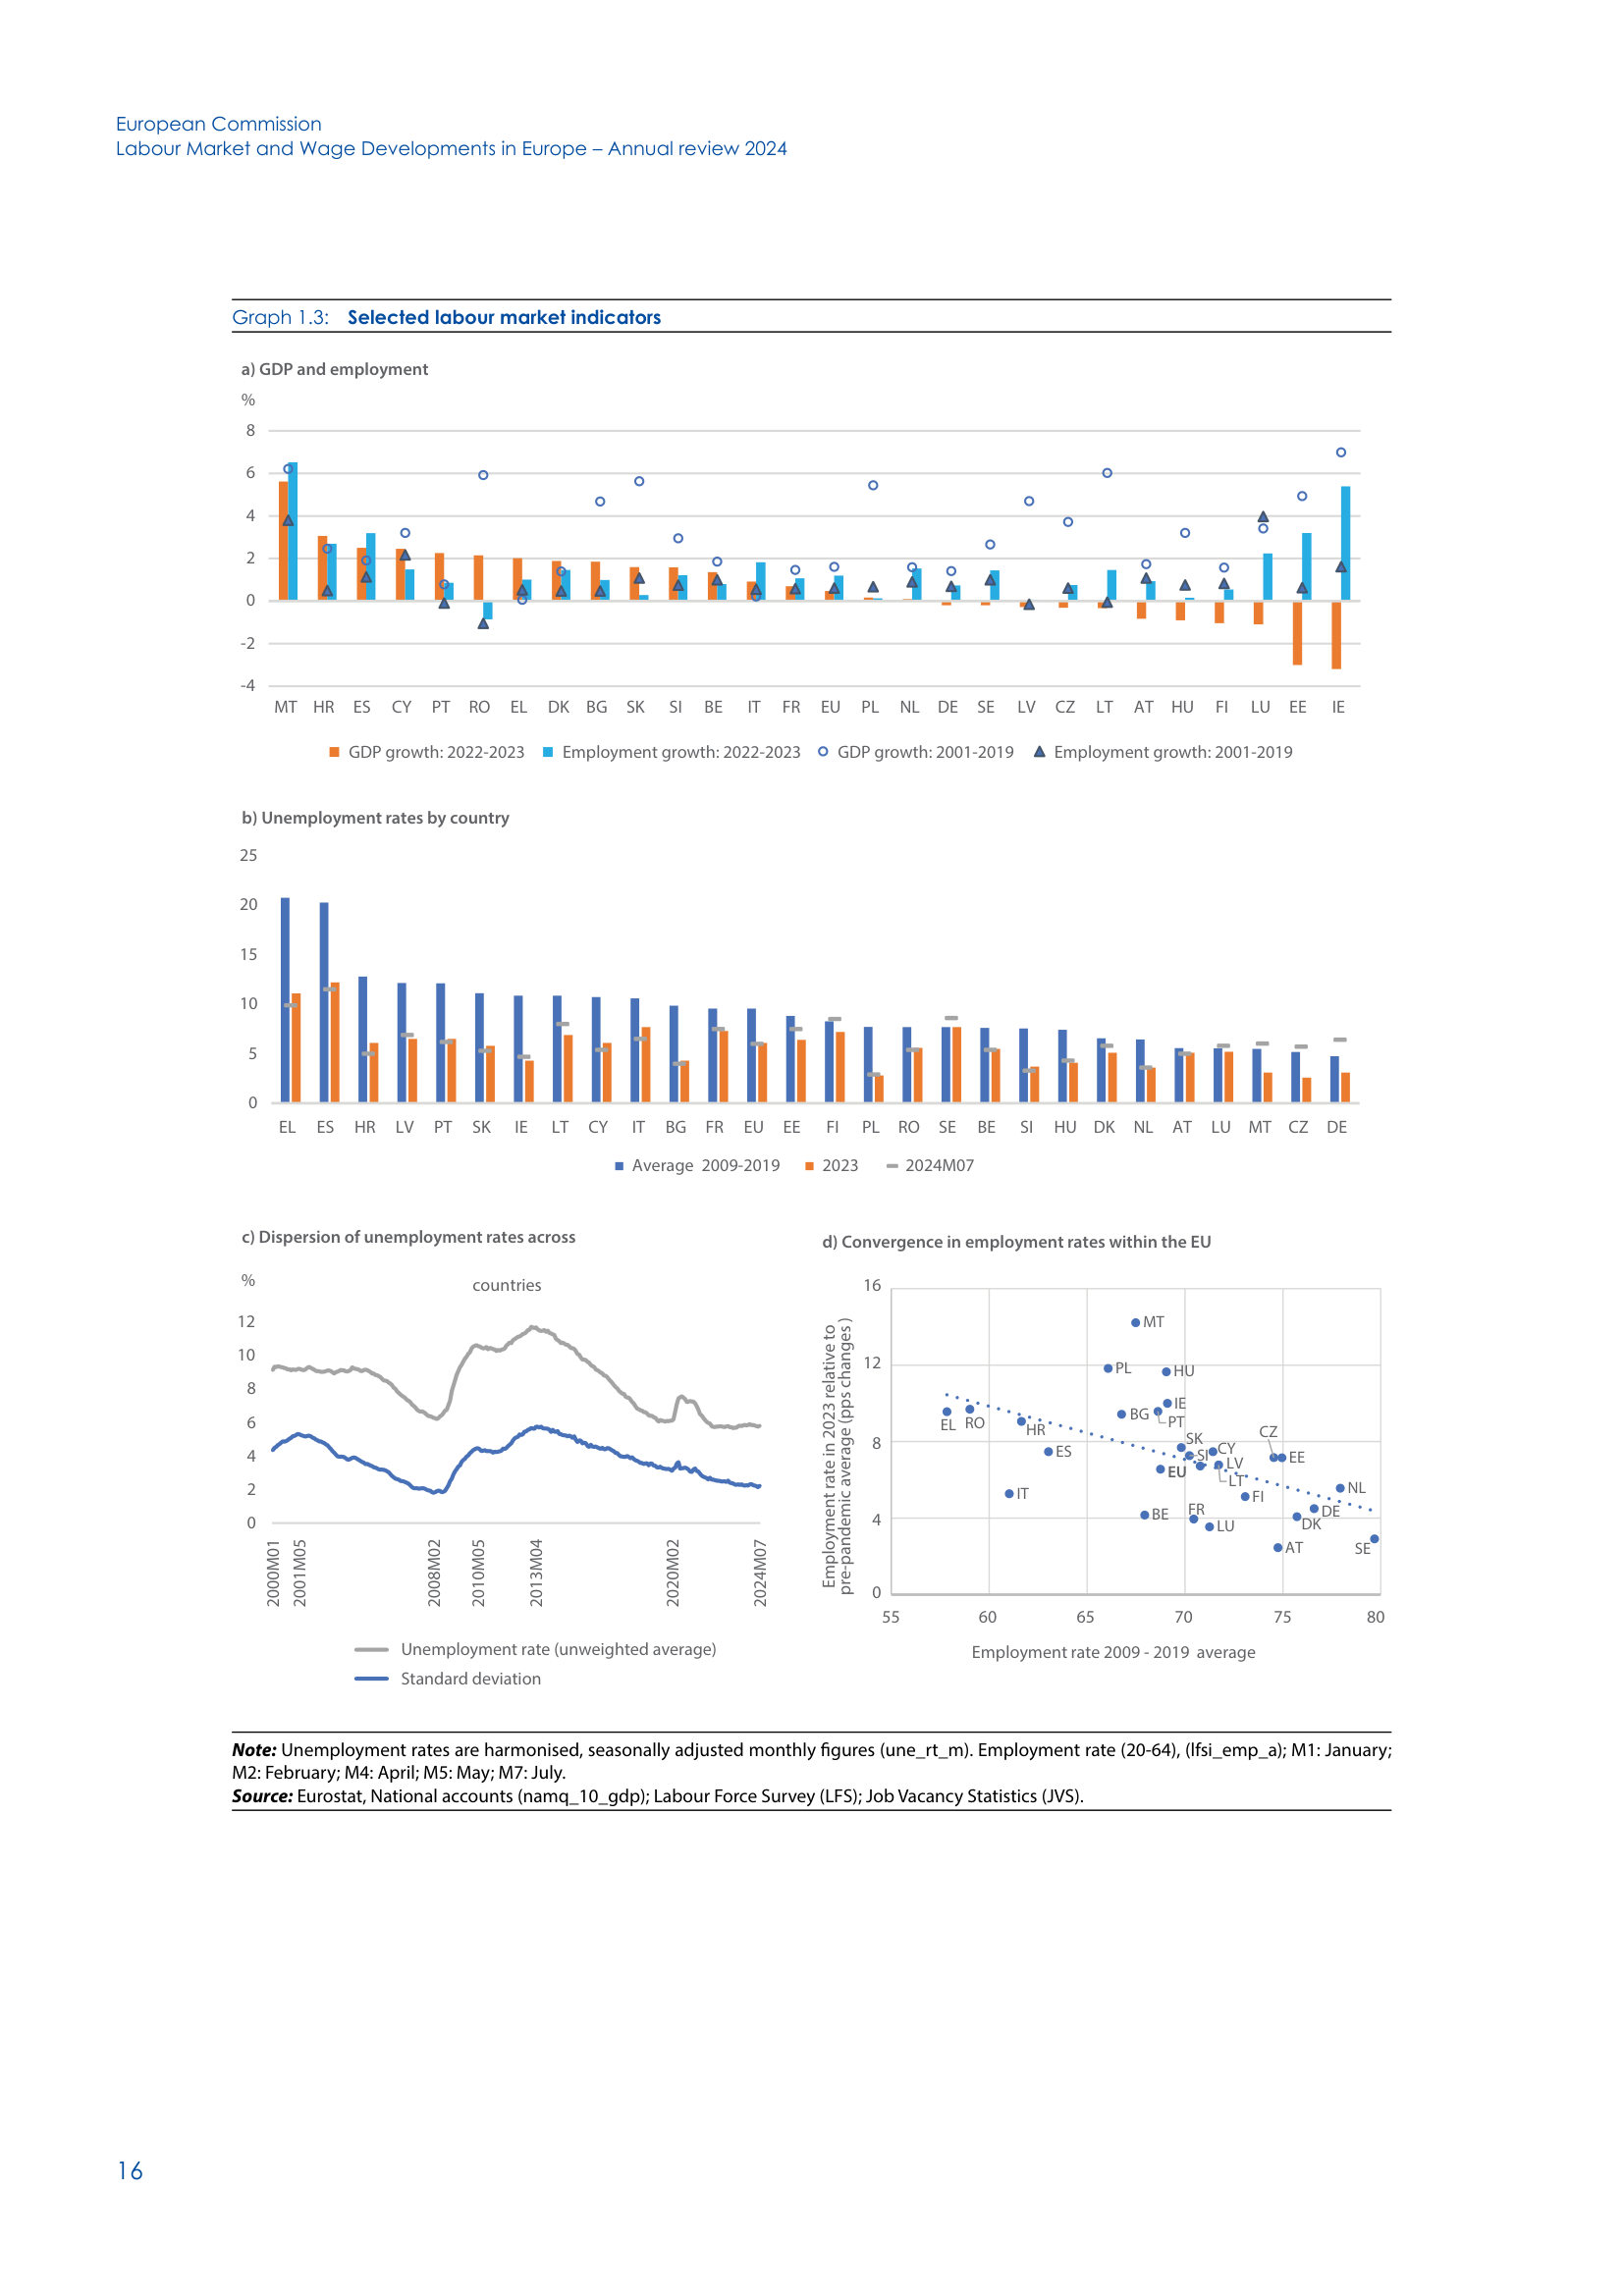 European Commission
Labour Market and Wage Developments in Europe – Annual review 2024
Graph 1.3: Selected labour market indicators
a) GDP and employment
%
8
6
4
2
0
-2
-4
MT HR ES CY PT RO EL DK BG SK SI BE IT FR EU PL NL DE SE LV CZ LT AT HU FI LU EE IE
GDP growth: 2022-2023 Employment growth: 2022-2023 GDP growth: 2001-2019 Employment growth: 2001-2019
b) Unemployment rates by country
25
20
15
10
5
0
EL ES HR LV PT SK IE LT CY IT BG FR EU EE FI PL RO SE BE SI HU DK NL AT LU MT CZ DE
Average 2009-2019 2023 2024M07
c) Dispersion of unemployment rates across
countries
%
12
10
8
6
4
2
0
2000M01 2001M05 2008M02 2010M05 2013M04 2020M02 2024M07
Unemployment rate (unweighted average)
Standard deviation
d) Convergence in employment rates within the EU
Employment rate in 2023 relative to
pre-pandemic average (pps changes )
16
12
8
4
0
MT
PL HU
IE
BG PT
EL RO
HR
CZ
SK
ES SI CY EE
LV
EU
LT
IT FI NL
BE FR DE
LU DK
AT SE
55 60 65 70 75 80
Employment rate 2009 - 2019 average
Note: Unemployment rates are harmonised, seasonally adjusted monthly figures (une_rt_m). Employment rate (20-64), (lfsi_emp_a); M1: January;
M2: February; M4: April; M5: May; M7: July.
Source: Eurostat, National accounts (namq_10_gdp); Labour Force Survey (LFS); Job Vacancy Statistics (JVS).
16